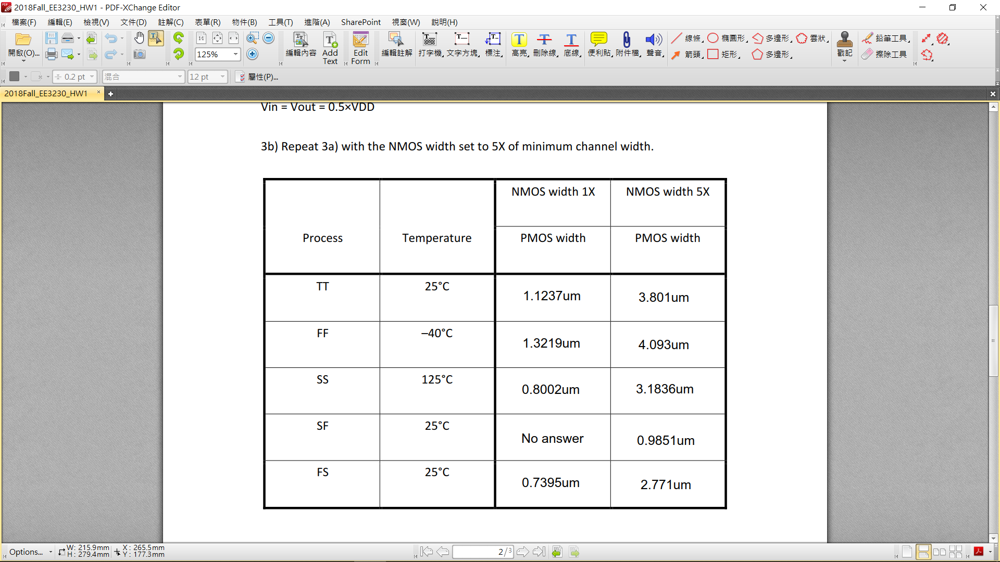 2018Fall_EE3230_HW1 - PDF-XChange Editor
檔案(F) 編輯(E) 檢視(V) 文件(D) 註解(C) 表單(R) 物件(B) 工具(T) 進階(A) SharePoint 視窗(W) 說明(H)
開啟(O)... 125% 編輯內容 Add Text Edit Form 編輯註解 打字機 文字方塊 標注 高亮 刪除線 底線 便利貼 附件檔 聲音 線條 橢圓形 多邊形 雲狀 箭頭 矩形 多邊形 戳記 鉛筆工具 擦除工具
0.2 pt 混合 12 pt 屬性(P)...
2018Fall_EE3230_HW1
Vin = Vout = 0.5×VDD
3b) Repeat 3a) with the NMOS width set to 5X of minimum channel width.
NMOS width 1X NMOS width 5X
Process Temperature PMOS width PMOS width
TT 25°C 1.1237um 3.801um
FF –40°C 1.3219um 4.093um
SS 125°C 0.8002um 3.1836um
SF 25°C No answer 0.9851um
FS 25°C 0.7395um 2.771um
Options... W: 215.9mm X: 265.5mm 2/3
H: 279.4mm Y: 177.3mm